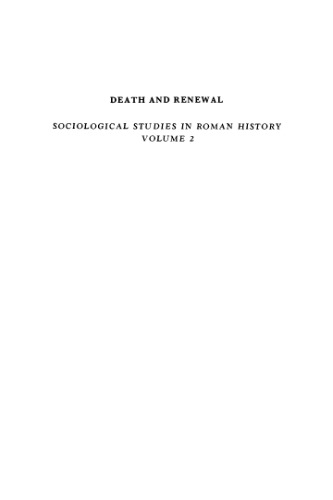 DEATH AND RENEWAL
SOCIOLOGICAL STUDIES IN ROMAN HISTORY
VOLUME 2